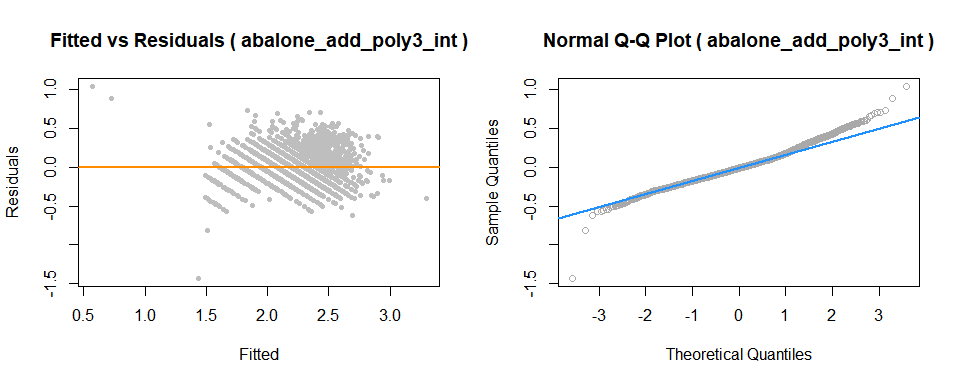 Fitted vs Residuals ( abalone_add_poly3_int )
Residuals
1.0
0.5
0.0
-0.5
-1.5
0.5 1.0 1.5 2.0 2.5 3.0
Fitted
Normal Q-Q Plot ( abalone_add_poly3_int )
Sample Quantiles
1.0
0.5
0.0
-0.5
-1.5
-3 -2 -1 0 1 2 3
Theoretical Quantiles